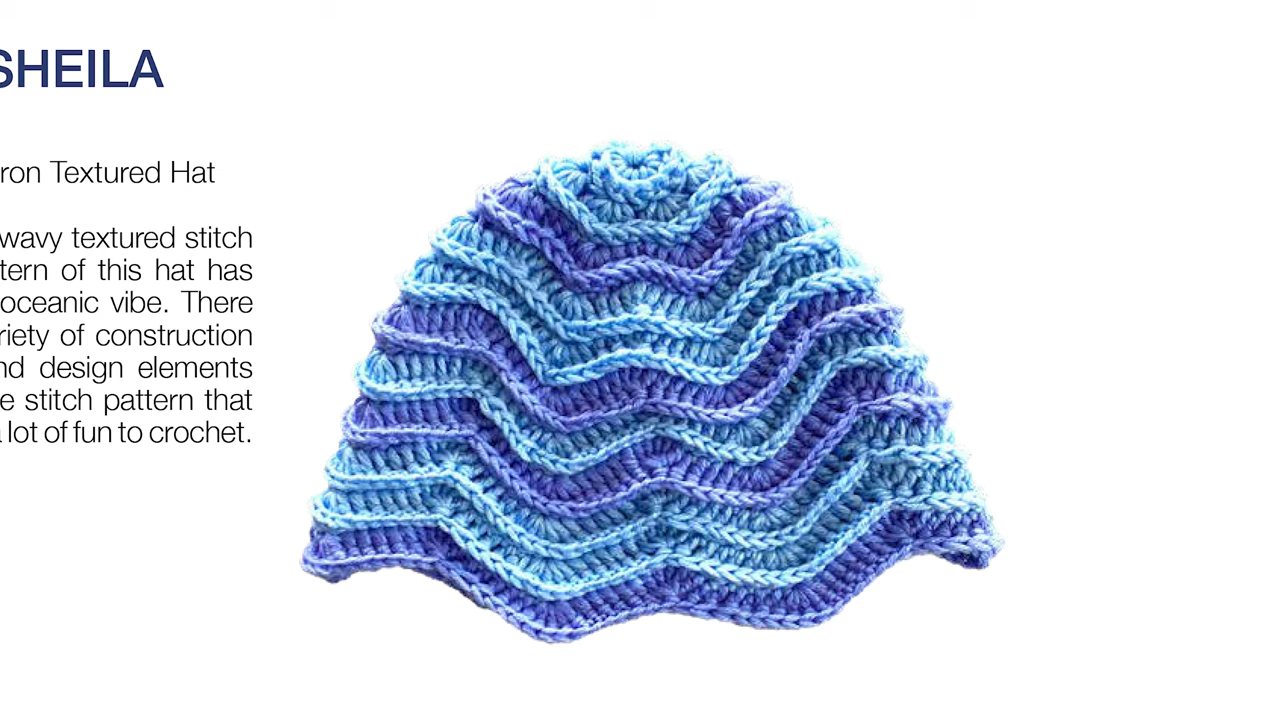 SHEILA
ron Textured Hat
wavy textured stitch
tern of this hat has
oceanic vibe. There
riety of construction
nd design elements
e stitch pattern that
a lot of fun to crochet.